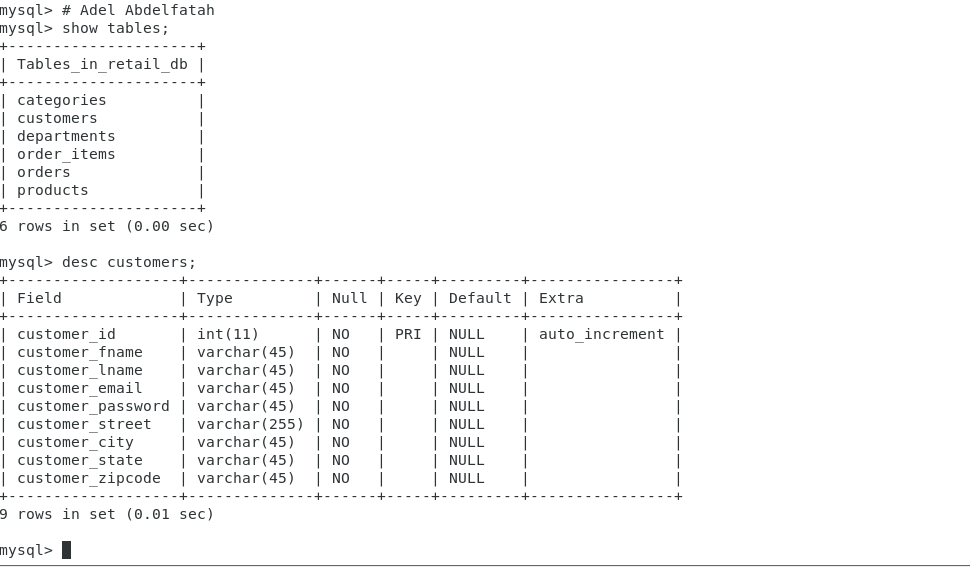 mysql> # Adel Abdelfatah
mysql> show tables;
+---------------------+
| Tables_in_retail_db |
+---------------------+
| categories          |
| customers           |
| departments         |
| order_items         |
| orders              |
| products            |
+---------------------+
6 rows in set (0.00 sec)

mysql> desc customers;
+-------------------+--------------+------+-----+---------+----------------+
| Field             | Type         | Null | Key | Default | Extra          |
+-------------------+--------------+------+-----+---------+----------------+
| customer_id       | int(11)      | NO   | PRI | NULL    | auto_increment |
| customer_fname    | varchar(45)  | NO   |     | NULL    |                |
| customer_lname    | varchar(45)  | NO   |     | NULL    |                |
| customer_email    | varchar(45)  | NO   |     | NULL    |                |
| customer_password | varchar(45)  | NO   |     | NULL    |                |
| customer_street   | varchar(255) | NO   |     | NULL    |                |
| customer_city     | varchar(45)  | NO   |     | NULL    |                |
| customer_state    | varchar(45)  | NO   |     | NULL    |                |
| customer_zipcode  | varchar(45)  | NO   |     | NULL    |                |
+-------------------+--------------+------+-----+---------+----------------+
9 rows in set (0.01 sec)

mysql>